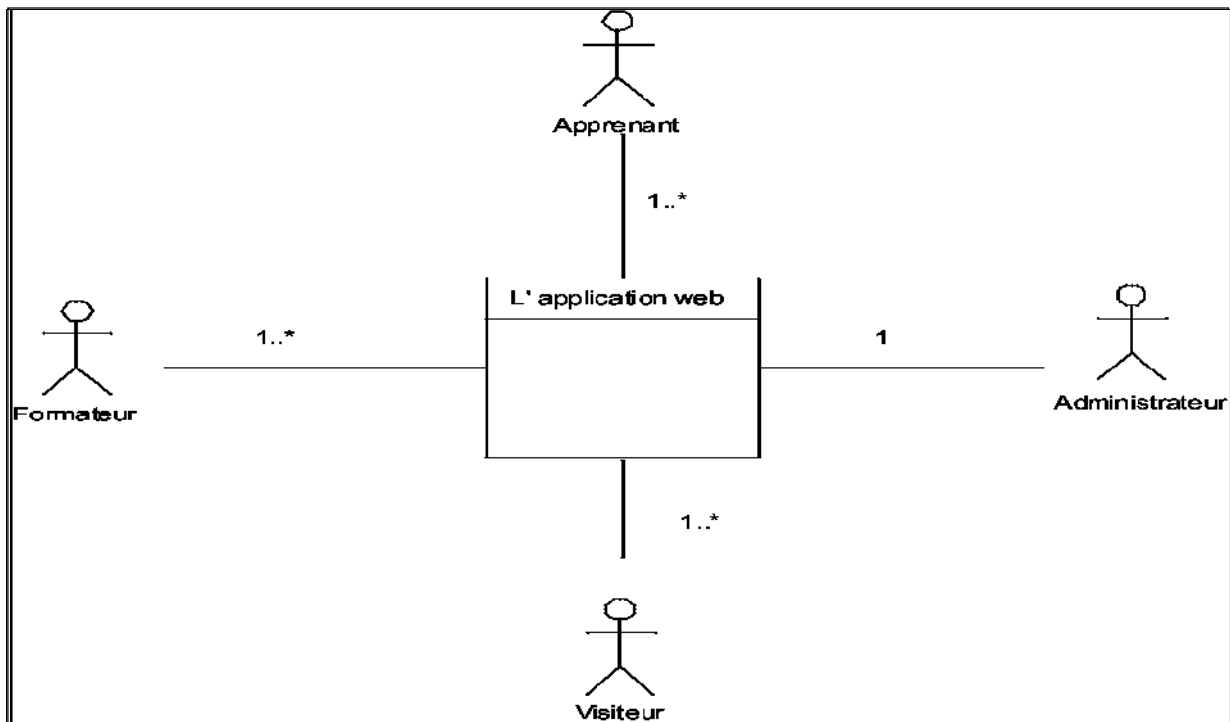 Apprenant
1..*
L' application web
1..*
1
Formateur
Administrateur
1..*
Visiteur